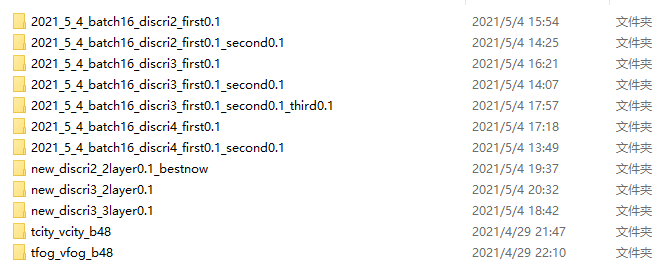 2021_5_4_batch16_discri2_first0.1 2021/5/4 15:54 文件夹
2021_5_4_batch16_discri2_first0.1_second0.1 2021/5/4 14:25 文件夹
2021_5_4_batch16_discri3_first0.1 2021/5/4 16:21 文件夹
2021_5_4_batch16_discri3_first0.1_second0.1 2021/5/4 14:07 文件夹
2021_5_4_batch16_discri3_first0.1_second0.1_third0.1 2021/5/4 17:57 文件夹
2021_5_4_batch16_discri4_first0.1 2021/5/4 17:18 文件夹
2021_5_4_batch16_discri4_first0.1_second0.1 2021/5/4 13:49 文件夹
new_discri2_2layer0.1_bestnow 2021/5/4 19:37 文件夹
new_discri3_2layer0.1 2021/5/4 20:32 文件夹
new_discri3_3layer0.1 2021/5/4 18:42 文件夹
tcity_vcity_b48 2021/4/29 21:47 文件夹
tfog_vfog_b48 2021/4/29 22:10 文件夹